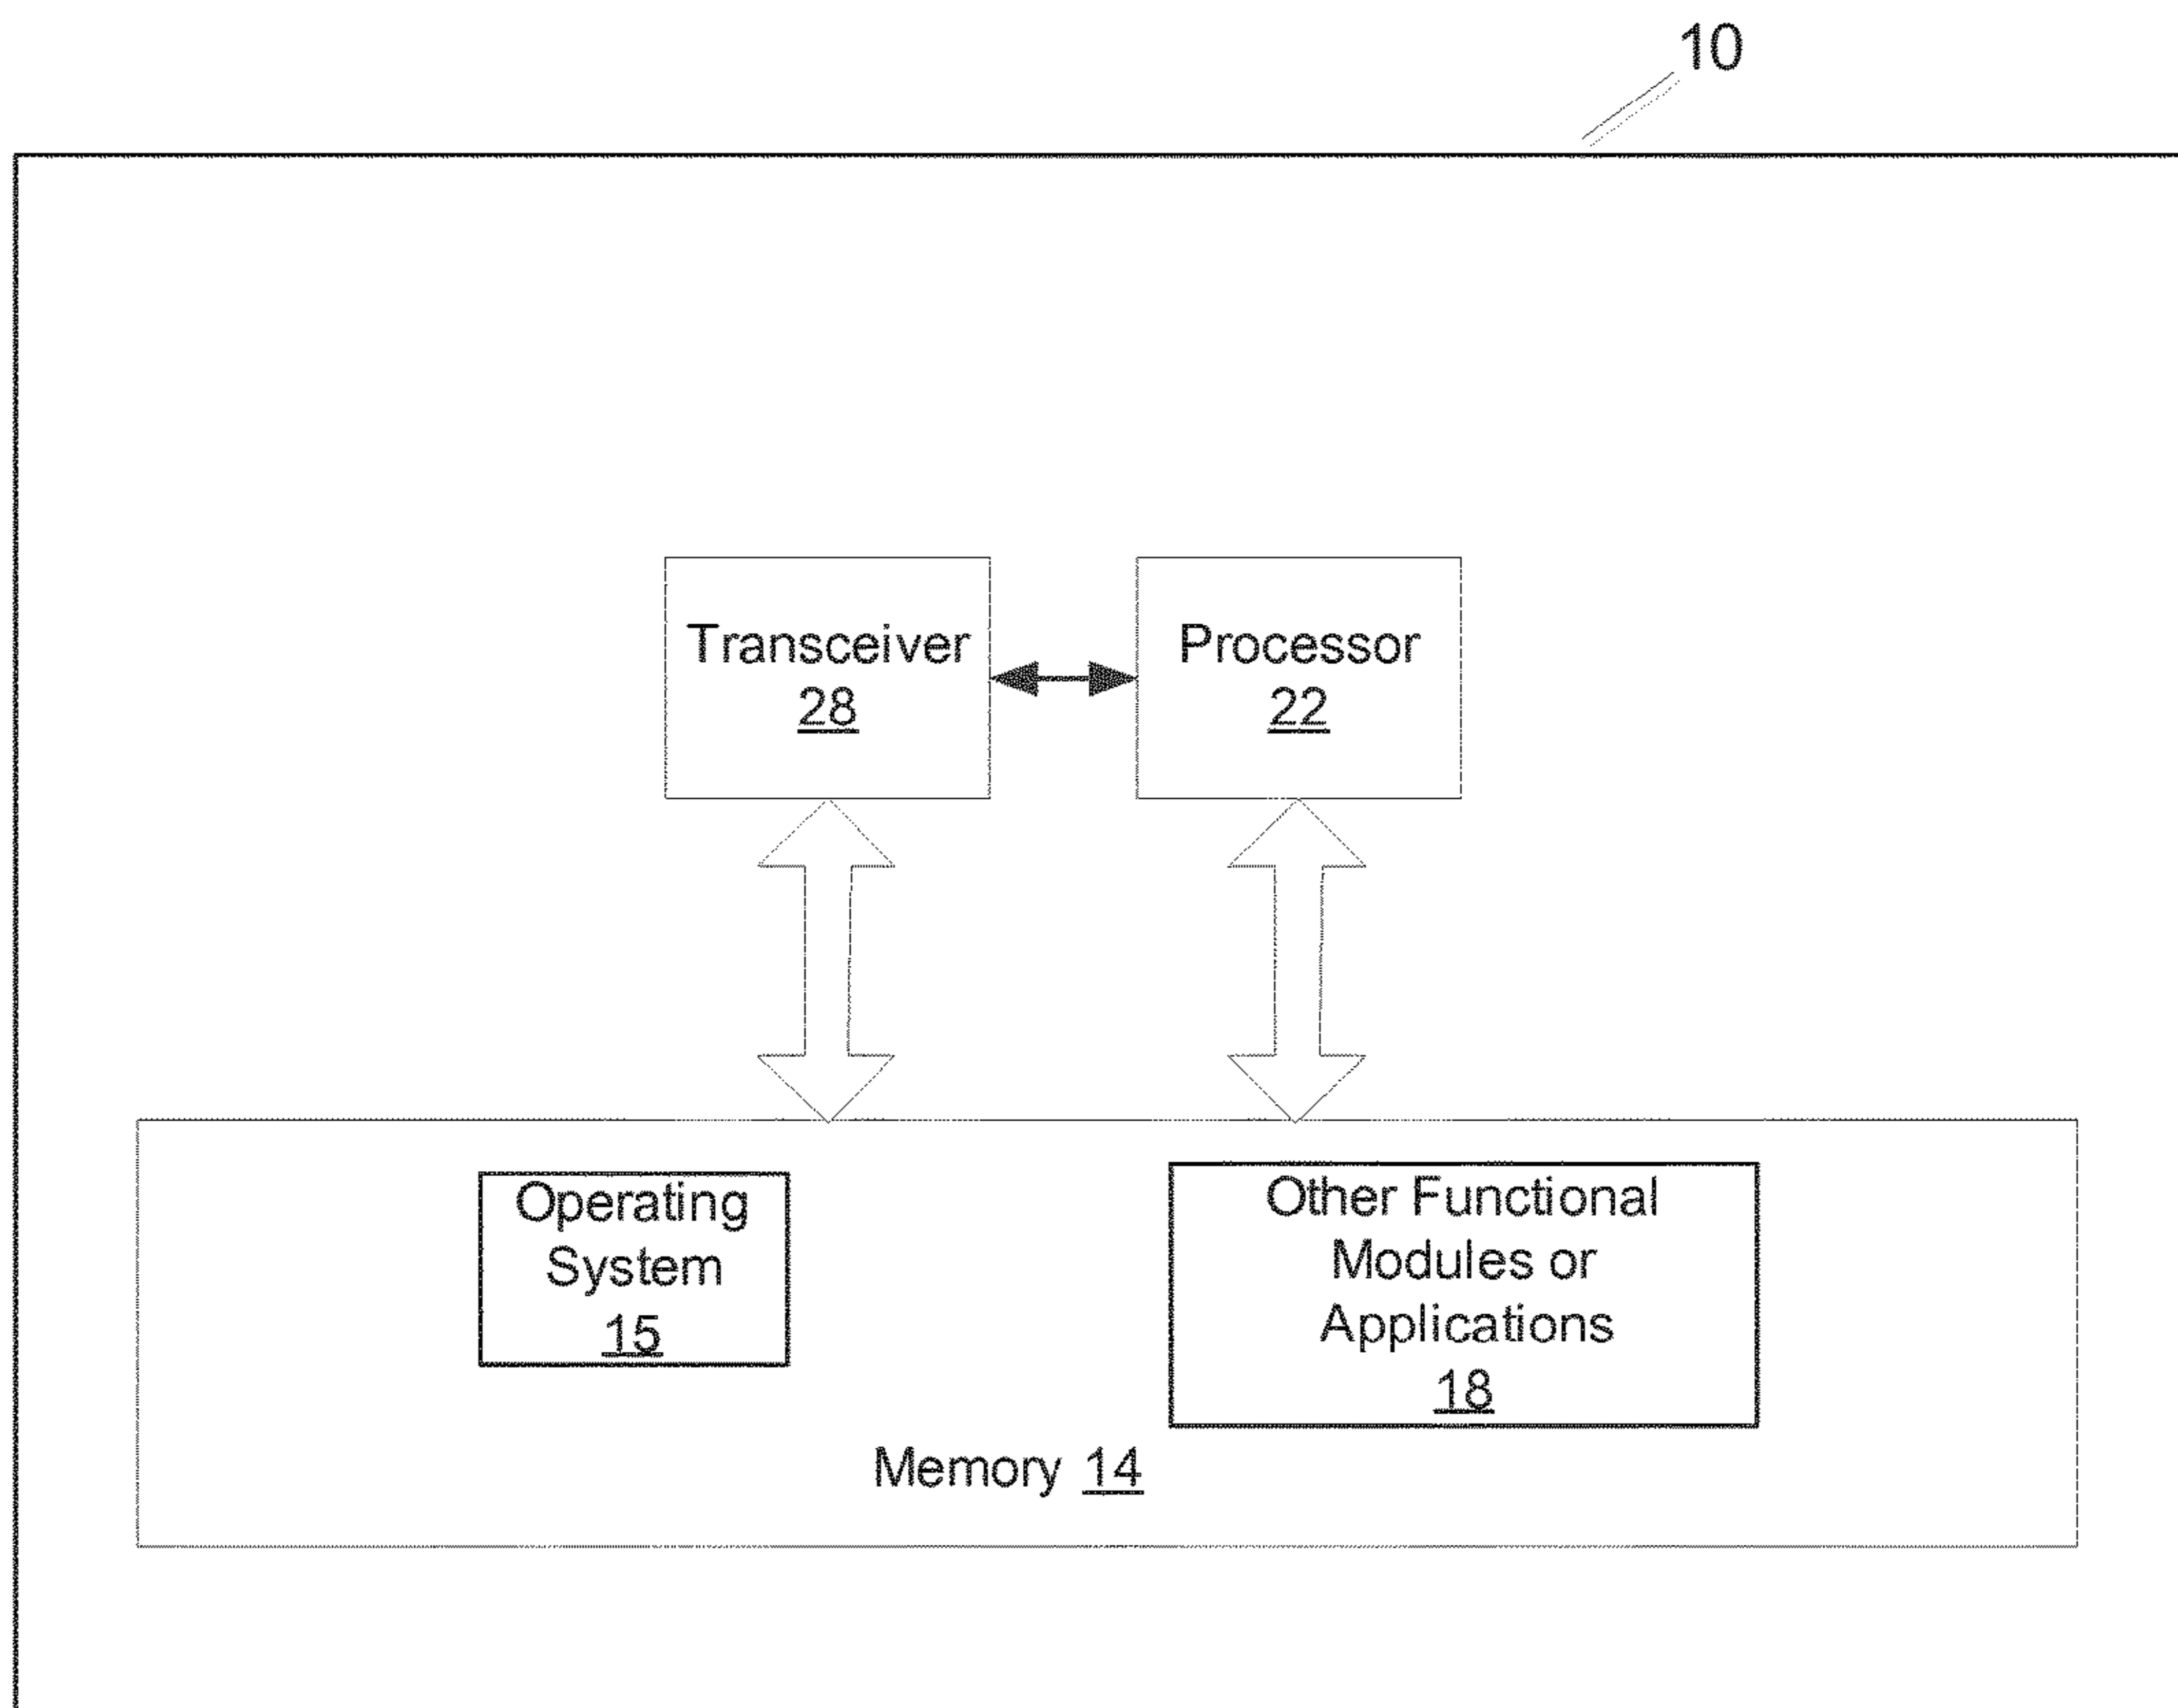 10
Transceiver
28
Processor
22
Operating
System
15
Other Functional
Modules or
Applications
18
Memory 14